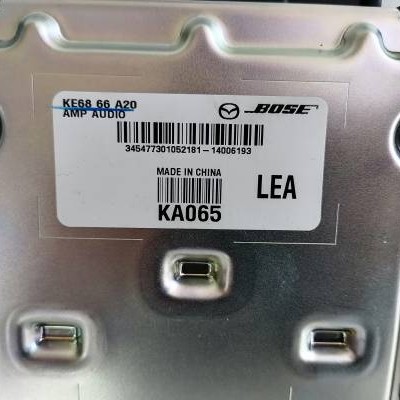 KE68 66 A20
AMP AUDIO
BOSE
345477301052181-14006193
MADE IN CHINA
KA065
LEA